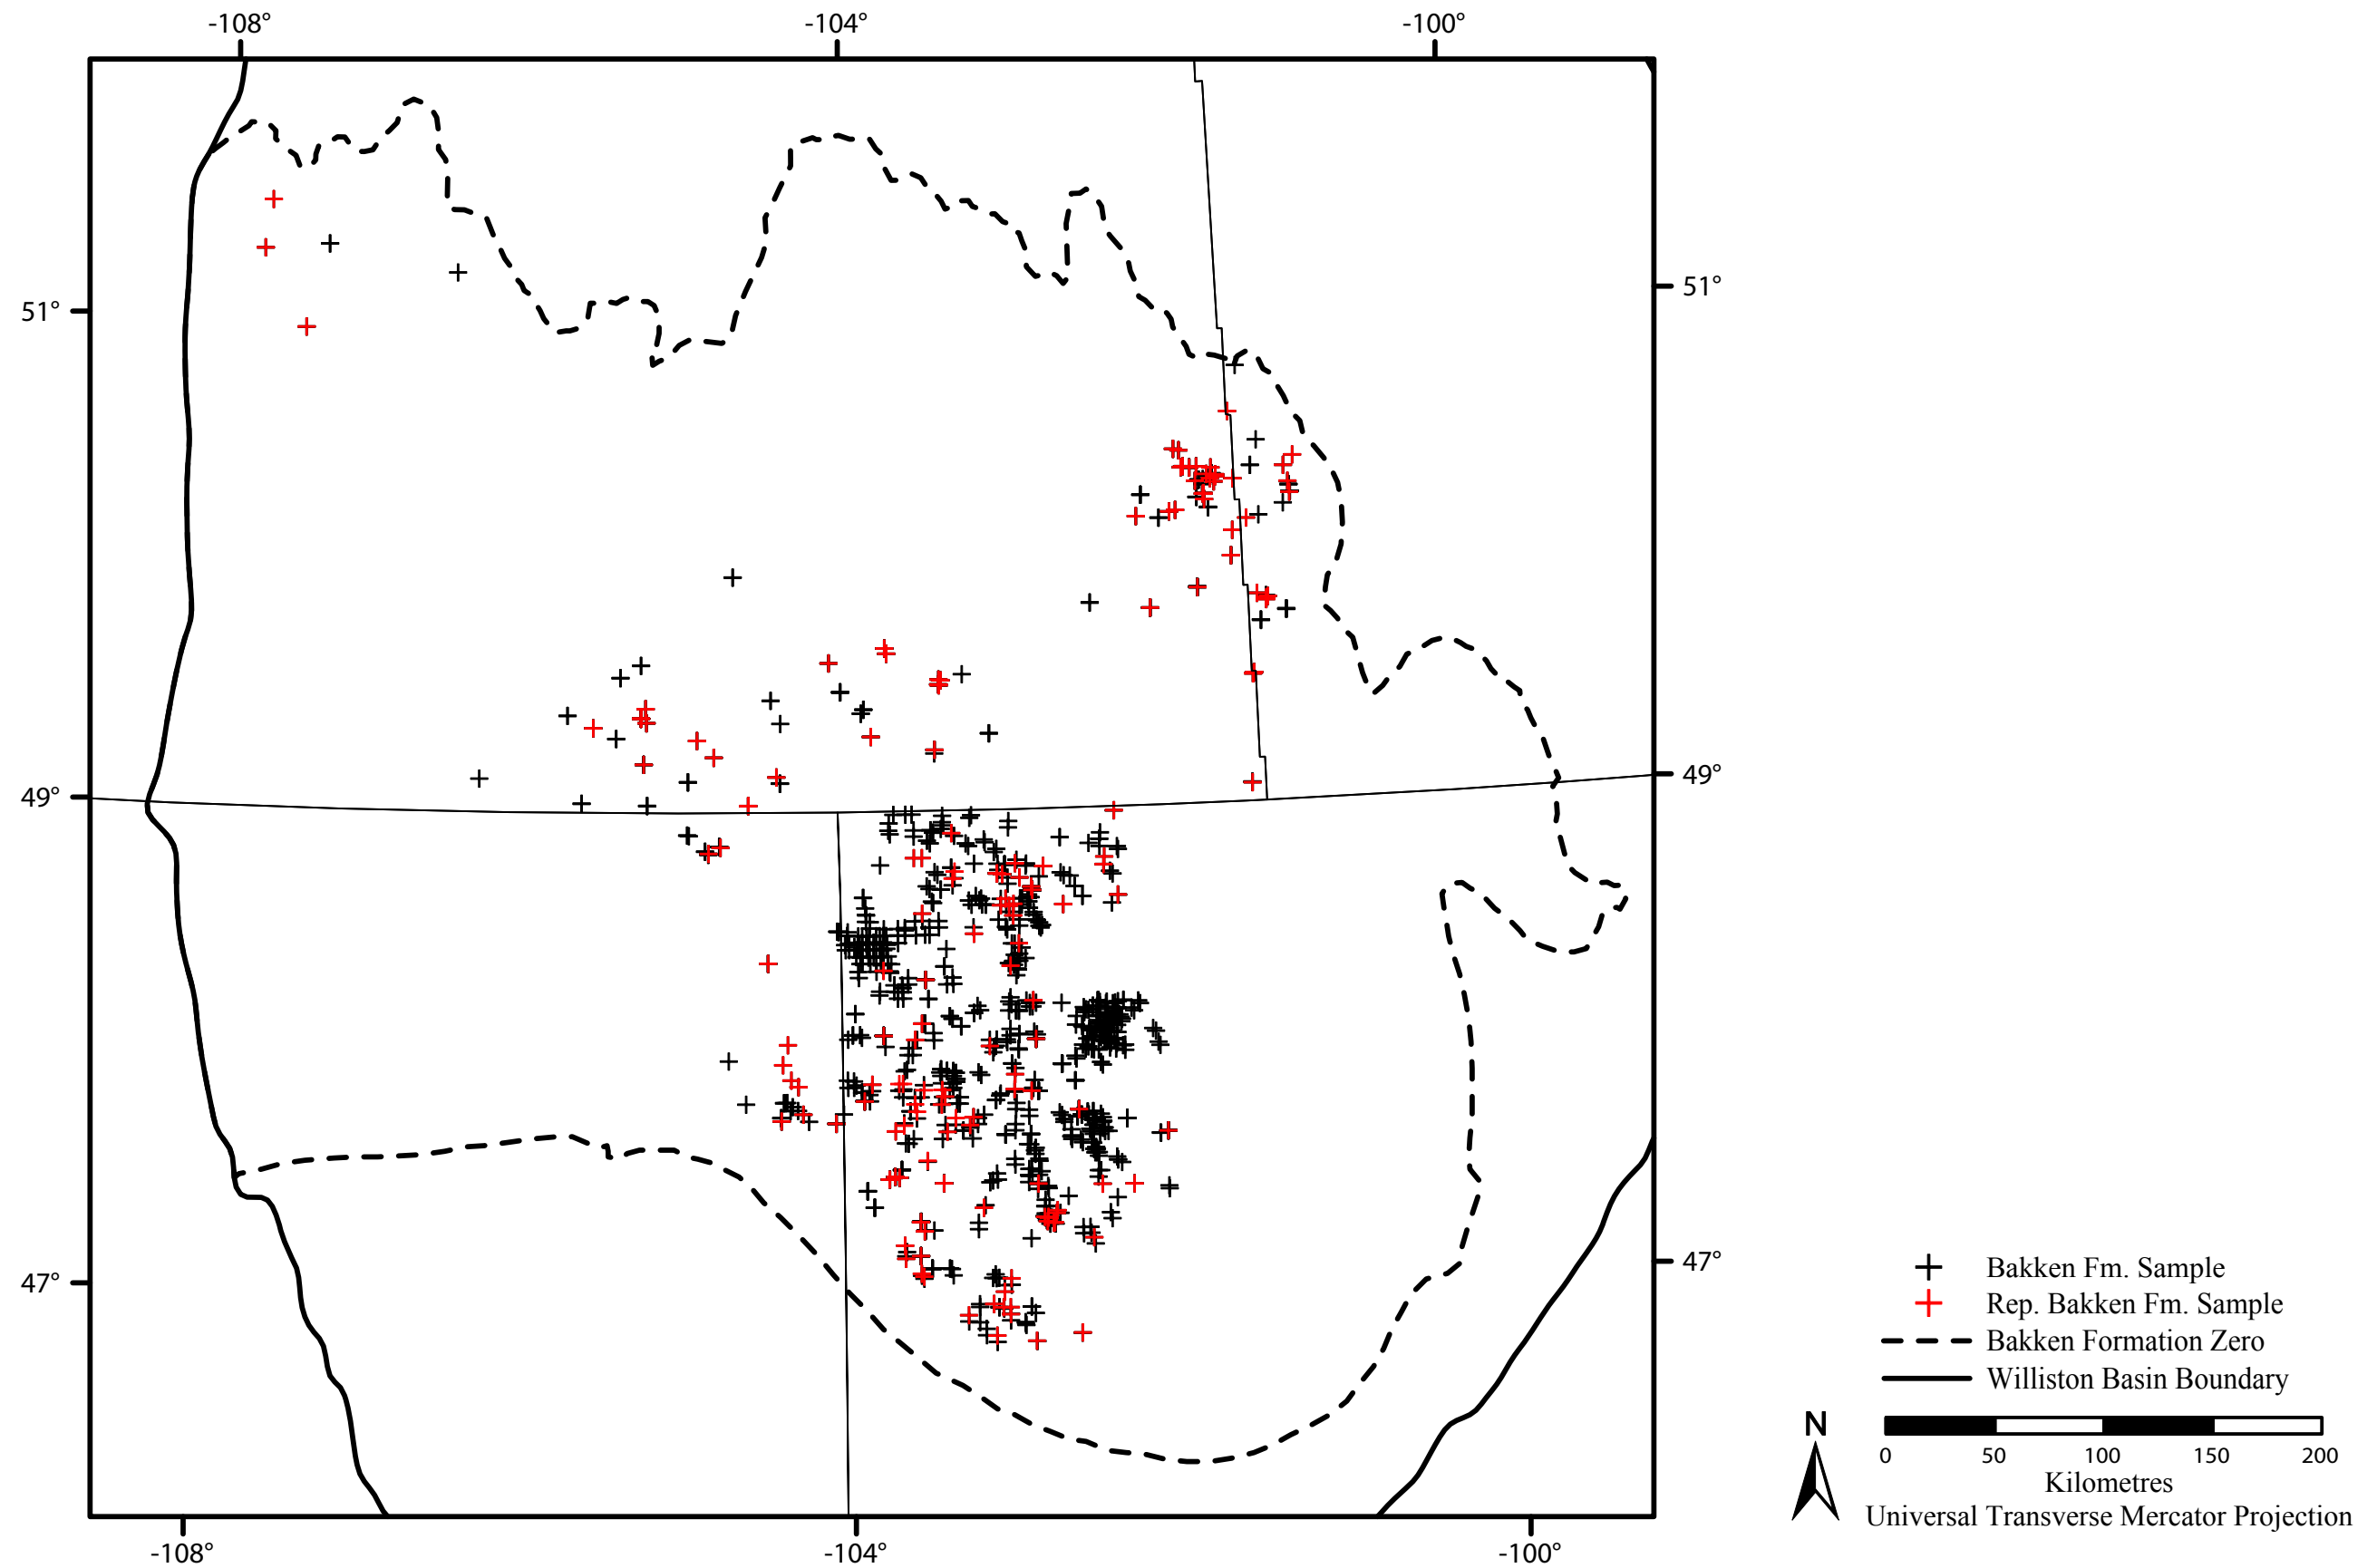 -108° -104° -100°
51° 51°
49° 49°
47° 47°
-108° -104° -100°
Bakken Fm. Sample
Rep. Bakken Fm. Sample
Bakken Formation Zero
Williston Basin Boundary
N
0 50 100 150 200
Kilometres
Universal Transverse Mercator Projection